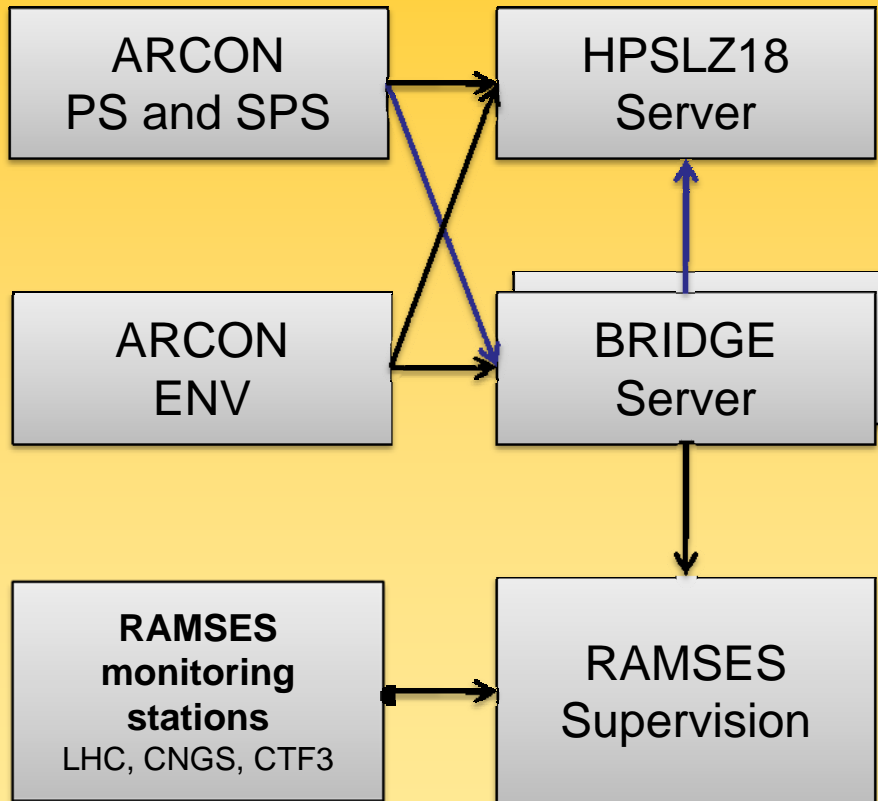 ARCON
PS and SPS
HPSLZ18
Server
ARCON
ENV
BRIDGE
Server
RAMSES
monitoring
stations
LHC, CNGS, CTF3
RAMSES
Supervision